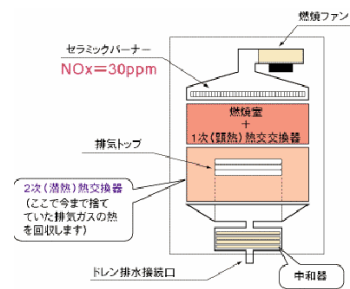 燃焼ファン
セラミックバーナー
NOx=30ppm
燃焼室
+
1次(顕熱)熱交交換器
排気トップ
2次(潜熱)熱交換器
(ここで今まで捨て
ていた排気ガスの熱
を回収します)
ドレン排水接続口
中和器